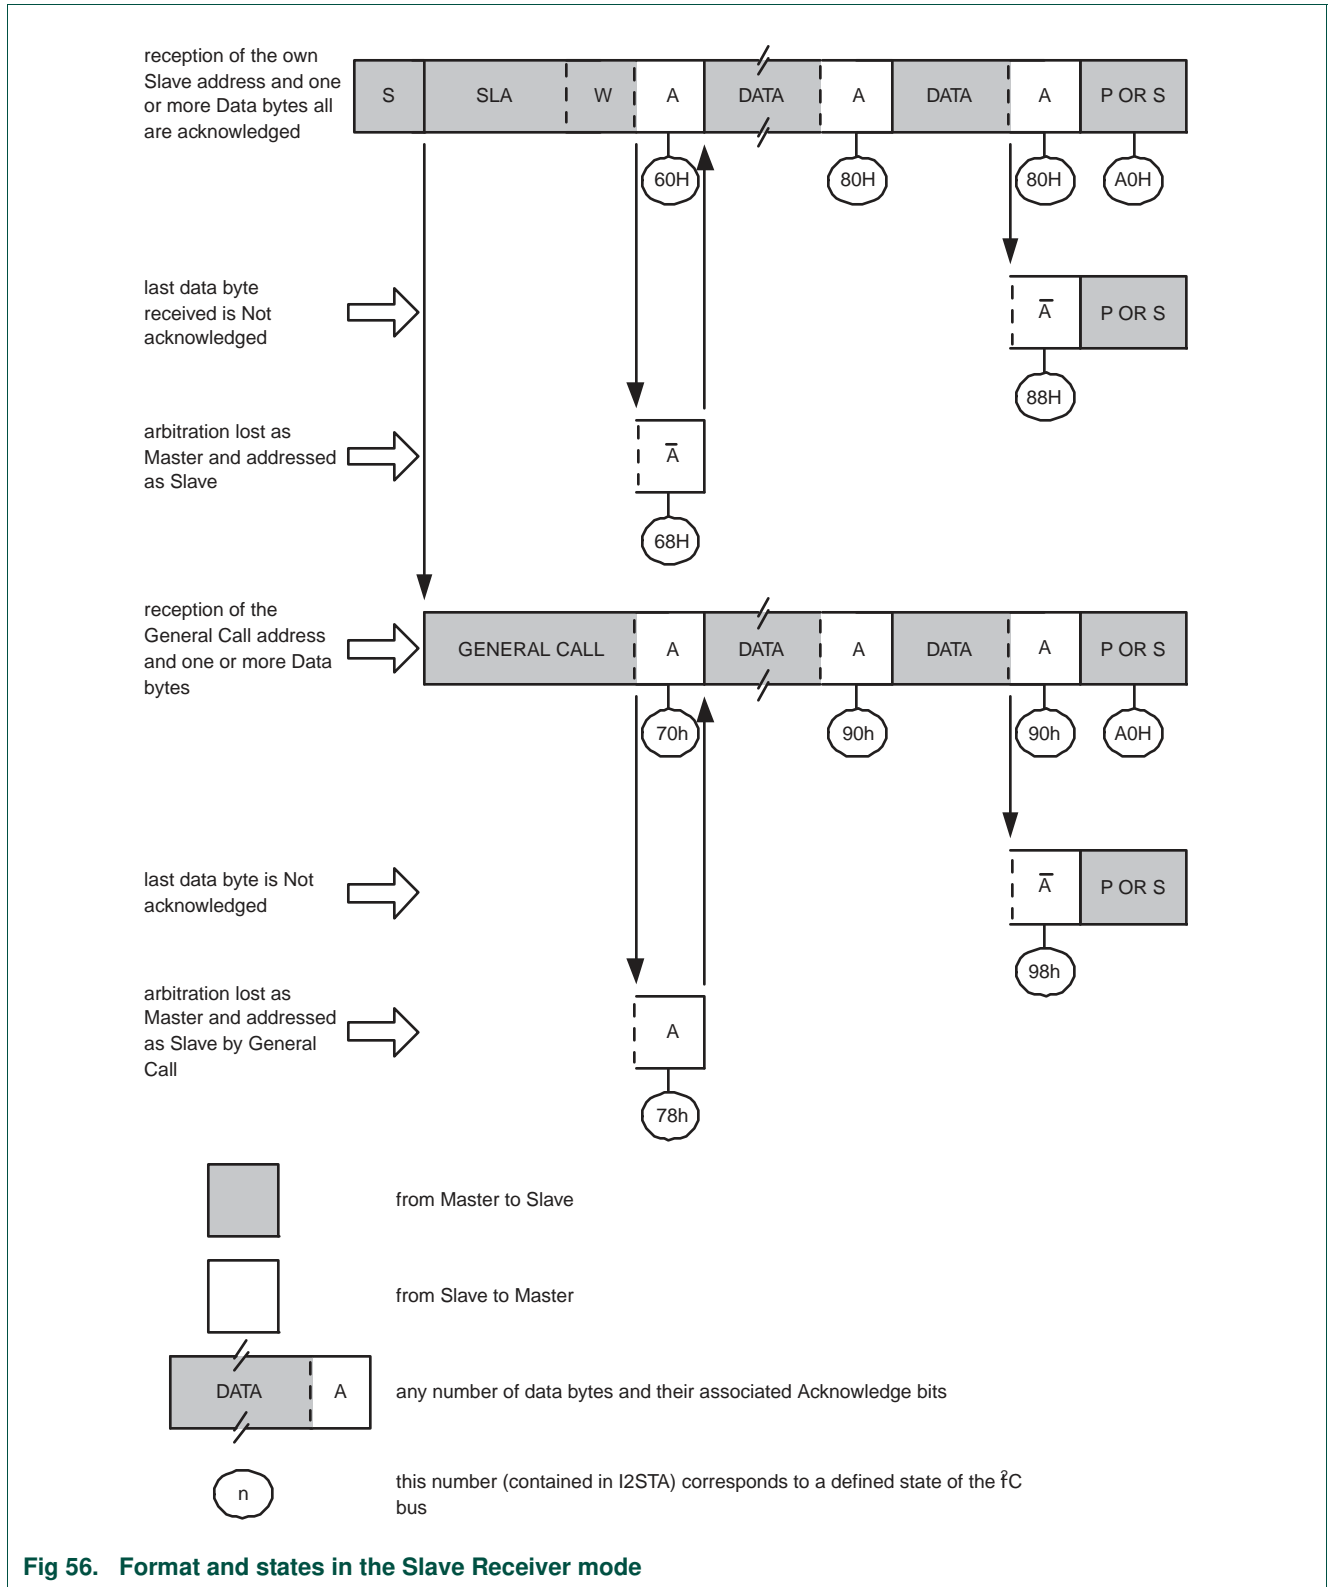 reception of the own
Slave address and one
or more Data bytes all
are acknowledged
S SLA W A DATA A DATA A P OR S
60H 80H 80H A0H
last data byte
received is Not
acknowledged
A̅ P OR S
88H
arbitration lost as
Master and addressed
as Slave
A̅
68H
reception of the
General Call address
and one or more Data
bytes
GENERAL CALL A DATA A DATA A P OR S
70h 90h 90h A0H
last data byte is Not
acknowledged
A̅ P OR S
98h
arbitration lost as
Master and addressed
as Slave by General
Call
A
78h
from Master to Slave
from Slave to Master
DATA A
any number of data bytes and their associated Acknowledge bits
n
this number (contained in I2STA) corresponds to a defined state of the I²C
bus
Fig 56. Format and states in the Slave Receiver mode